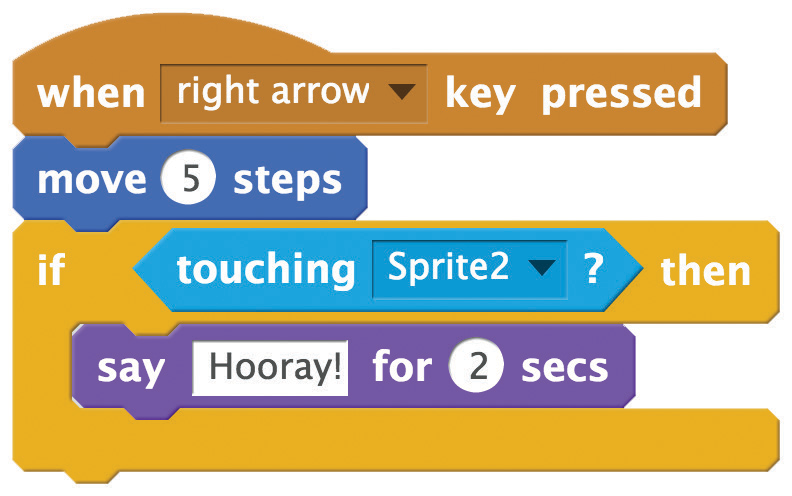 when right arrow key pressed
move 5 steps
if touching Sprite2 ? then
say Hooray! for 2 secs